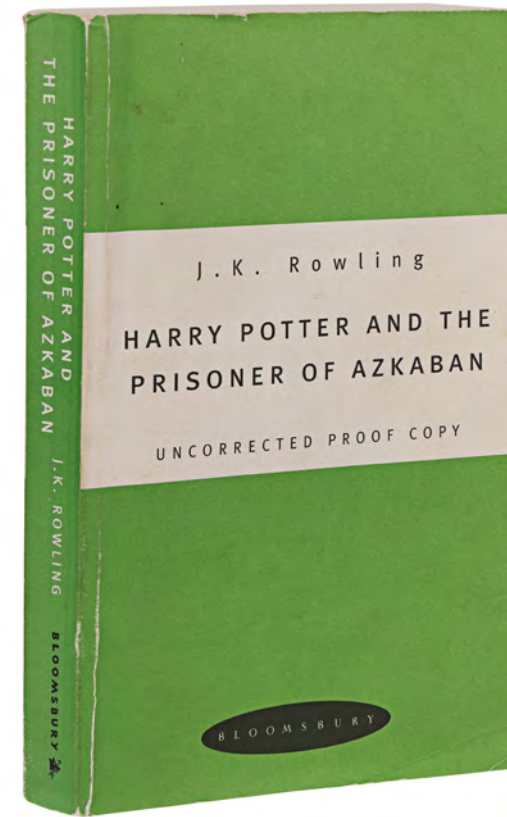 HARRY POTTER AND
THE PRISONER OF AZKABAN
J.K. ROWLING
BLOOMSBURY
J.K. Rowling
HARRY POTTER AND THE
PRISONER OF AZKABAN
UNCORRECTED PROOF COPY
BLOOMSBURY